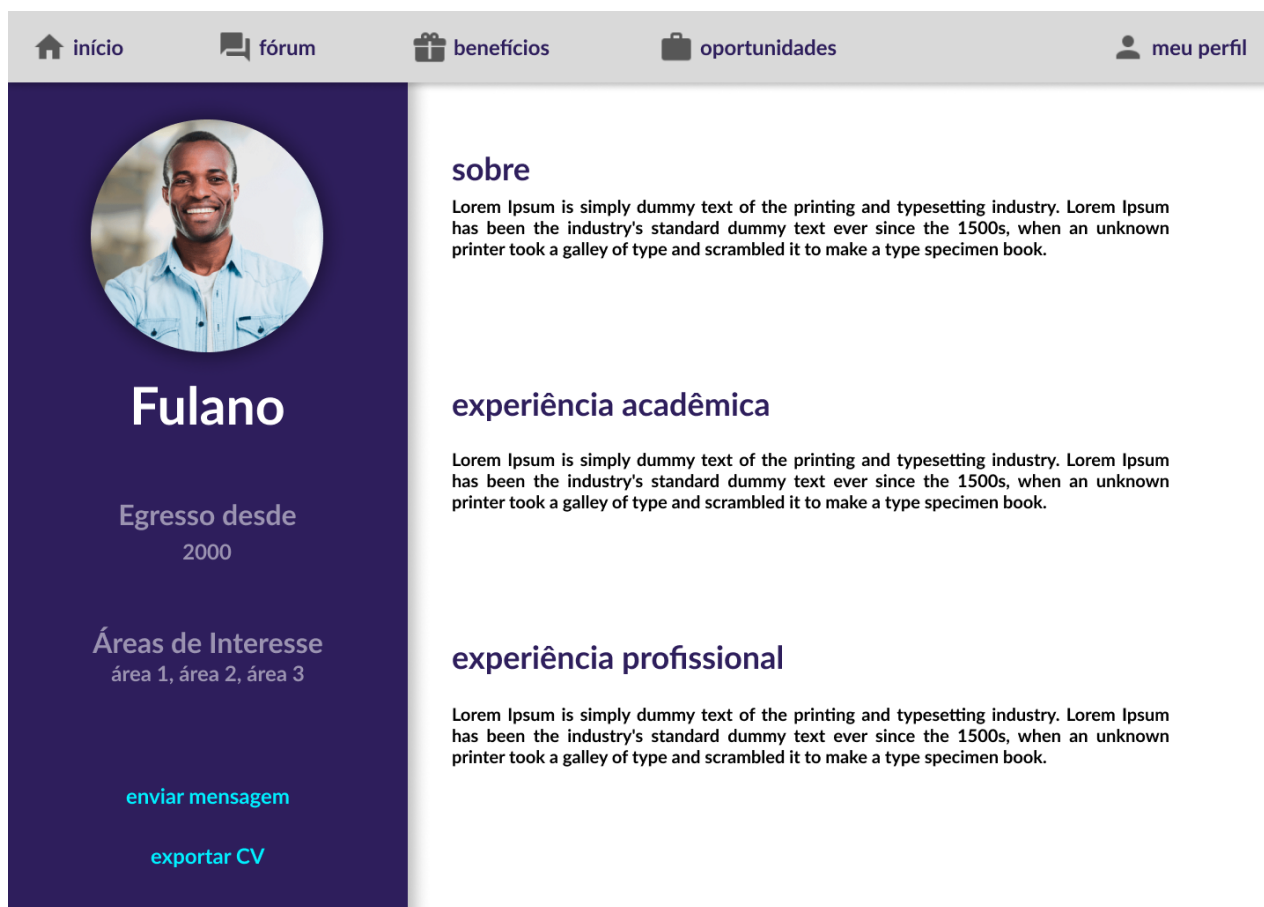 início fórum benefícios oportunidades meu perfil
Fulano
Egresso desde
2000
Áreas de Interesse
área 1, área 2, área 3
enviar mensagem
exportar CV
sobre
Lorem Ipsum is simply dummy text of the printing and typesetting industry. Lorem Ipsum
has been the industry's standard dummy text ever since the 1500s, when an unknown
printer took a galley of type and scrambled it to make a type specimen book.
experiência acadêmica
Lorem Ipsum is simply dummy text of the printing and typesetting industry. Lorem Ipsum
has been the industry's standard dummy text ever since the 1500s, when an unknown
printer took a galley of type and scrambled it to make a type specimen book.
experiência profissional
Lorem Ipsum is simply dummy text of the printing and typesetting industry. Lorem Ipsum
has been the industry's standard dummy text ever since the 1500s, when an unknown
printer took a galley of type and scrambled it to make a type specimen book.